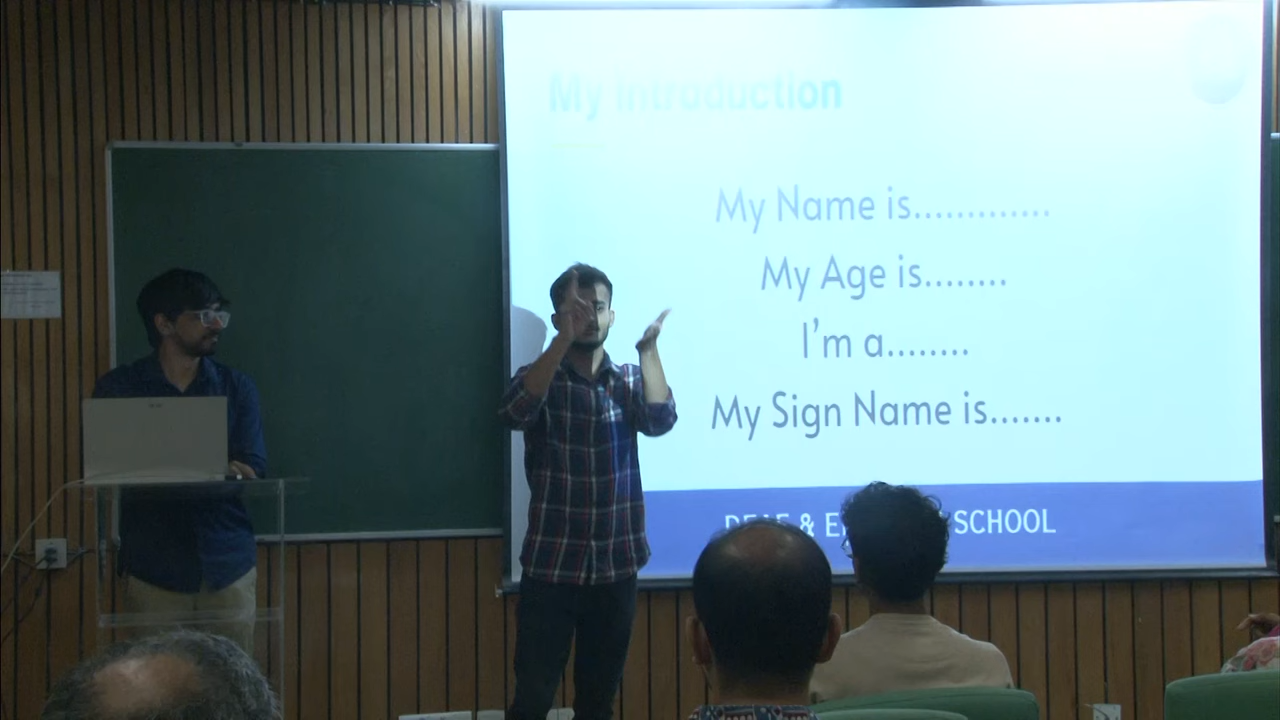 My Introduction
My Name is.............
My Age is........
I'm a........
My Sign Name is.......
& SCHOOL